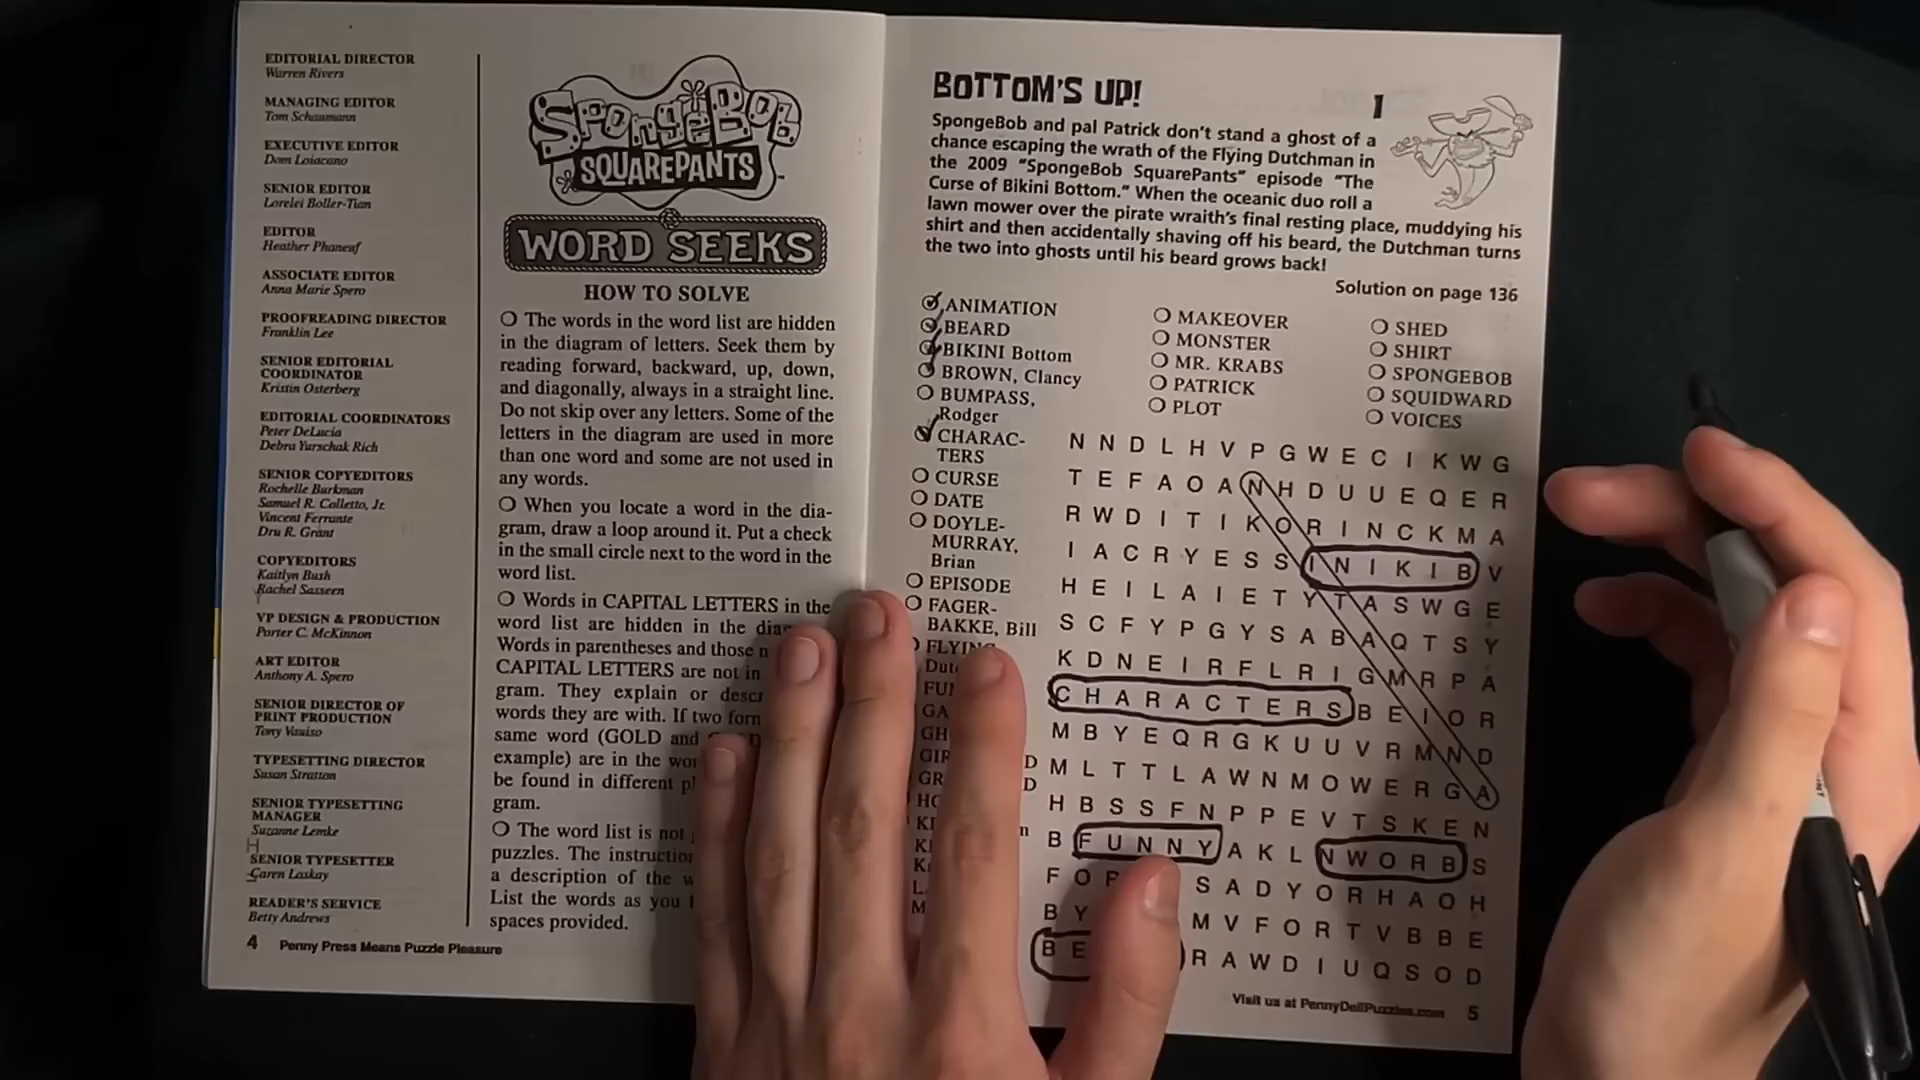 EDITORIAL DIRECTOR
Warren Rivers
MANAGING EDITOR
Tom Schaumann
EXECUTIVE EDITOR
Dom Loiacano
SENIOR EDITOR
Lorelei Boller-Tian
EDITOR
Heather Phaneuf
ASSOCIATE EDITOR
Anna Marie Spero
PROOFREADING DIRECTOR
Franklin Lee
SENIOR EDITORIAL
COORDINATOR
Kristin Osterberg
EDITORIAL COORDINATORS
Peter DeLucia
Debra Yurschak Rich
SENIOR COPYEDITORS
Rochelle Burkman
Samuel R. Colletto, Jr.
Vincent Ferrante
Dru R. Grant
COPYEDITORS
Kaitlyn Bush
Rachel Sasseen
VP DESIGN & PRODUCTION
Porter C. McKinnon
ART EDITOR
Anthony A. Spero
SENIOR DIRECTOR OF
PRINT PRODUCTION
Tony Vaviso
TYPESETTING DIRECTOR
Susan Stratton
SENIOR TYPESETTING
MANAGER
Suzanne Lemke
SENIOR TYPESETTER
Caren Laskay
READER'S SERVICE
Betty Andrews
4 Penny Press Means Puzzle Pleasure
SpongeBob
SQUAREPANTS
WORD SEEKS
HOW TO SOLVE
The words in the word list are hidden
in the diagram of letters. Seek them by
reading forward, backward, up, down,
and diagonally, always in a straight line.
Do not skip over any letters. Some of the
letters in the diagram are used in more
than one word and some are not used in
any words.
When you locate a word in the dia-
gram, draw a loop around it. Put a check
in the small circle next to the word in the
word list.
Words in CAPITAL LETTERS in the
word list are hidden in the
Words in parentheses and those
CAPITAL LETTERS are not in
gram. They explain or
words they are with. If two
same word (GOLD and
example) are in the
be found in different
gram.
The word list is not
puzzles. The
a description of the
List the words as you
spaces provided.
BOTTOM'S UP!
1
SpongeBob and pal Patrick don't stand a ghost of a
chance escaping the wrath of the Flying Dutchman in
the 2009 "SpongeBob SquarePants" episode "The
Curse of Bikini Bottom." When the oceanic duo roll a
lawn mower over the pirate wraith's final resting place, muddying his
shirt and then accidentally shaving off his beard, the Dutchman turns
the two into ghosts until his beard grows back!
Solution on page 136
ANIMATION
BEARD
BIKINI Bottom
BROWN, Clancy
BUMPASS,
Rodger
CHARAC-
TERS
CURSE
DATE
DOYLE-
MURRAY,
Brian
EPISODE
FAGER-
BAKKE, Bill
FLYING
MAKEOVER
MONSTER
MR. KRABS
PATRICK
PLOT
SHED
SHIRT
SPONGEBOB
SQUIDWARD
VOICES
N N D L H V P G W E C I K W G
T E F A O A N H D U U E Q E R
R W D I T I K O R I N C K M A
I A C R Y E S S I N I K I B V
H E I L A I E T Y T A S W G E
S C F Y P G Y S A B A Q T S Y
K D N E I R F L R I G M R P A
C H A R A C T E R S B E I O R
M B Y E Q R G K U U V R M N D
M L T T L A W N M O W E R G A
H B S S F N P P E V T S K E N
B F U N N Y A K L N W O R B S
F O S A D Y O R H A O H
B Y M V F O R T V B B E
B E R A W D I U Q S O D
Visit us at PennyDellPuzzles.com 5